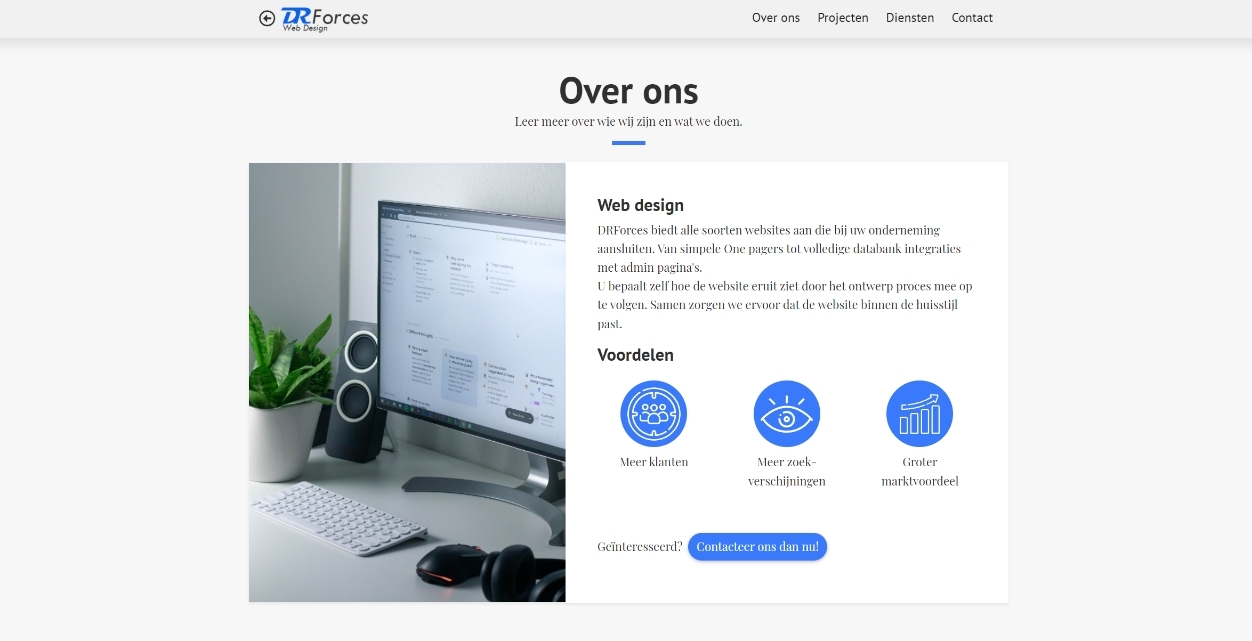 DRForces
Web Design
Over ons Projecten Diensten Contact
Over ons
Leer meer over wie wij zijn en wat we doen.
Web design
DRForces biedt alle soorten websites aan die bij uw onderneming
aansluiten. Van simpele One pagers tot volledige databank integraties
met admin pagina's.
U bepaalt zelf hoe de website eruit ziet door het ontwerp proces mee op
te volgen. Samen zorgen we ervoor dat de website binnen de huisstijl
past.
Voordelen
Meer klanten
Meer zoek-
verschijningen
Groter
marktvoordeel
Geïnteresseerd? Contacteer ons dan nu!